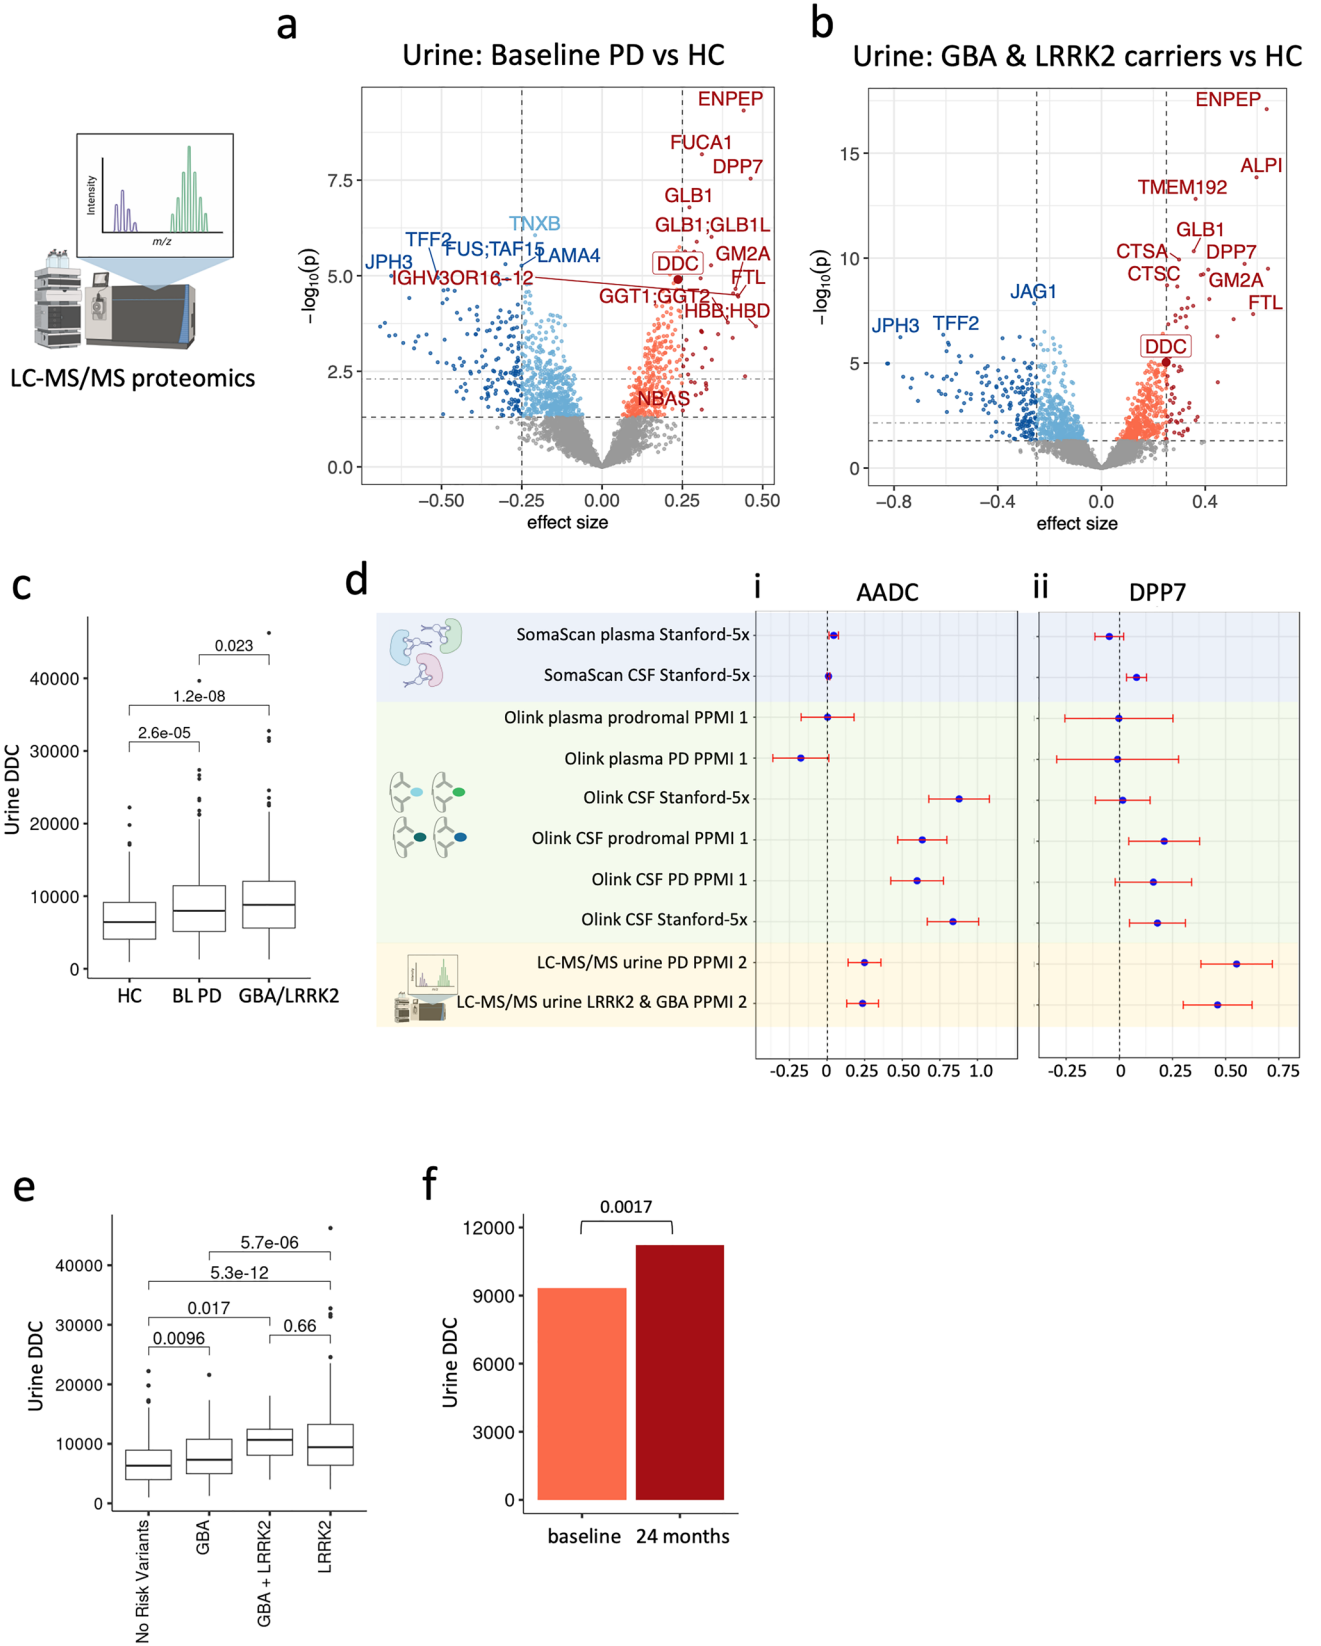 a
Urine: Baseline PD vs HC
b
Urine: GBA & LRRK2 carriers vs HC
Intensity
m/z
LC-MS/MS proteomics
−log10(p)
7.5
5.0
2.5
0.0
ENPEP
FUCA1
DPP7
GLB1
TNXB
GLB1;GLB1L
TFF2
FUS;TAF15
LAMA4
GM2A
JPH3
DDC
IGHV3OR16−12
FTL
GGT1;GGT2
HBB;HBD
NBAS
−0.50
−0.25
0.00
0.25
0.50
effect size
−log10(p)
15
10
5
0
ENPEP
ALPI
TMEM192
GLB1
CTSA
DPP7
CTSC
GM2A
JAG1
FTL
JPH3
TFF2
DDC
−0.8
−0.4
0.0
0.4
effect size
c
Urine DDC
40000
30000
20000
10000
0
0.023
1.2e-08
2.6e-05
HC
BL PD
GBA/LRRK2
d
i
AADC
ii
DPP7
SomaScan plasma Stanford-5x
SomaScan CSF Stanford-5x
Olink plasma prodromal PPMI 1
Olink plasma PD PPMI 1
Olink CSF Stanford-5x
Olink CSF prodromal PPMI 1
Olink CSF PD PPMI 1
Olink CSF Stanford-5x
LC-MS/MS urine PD PPMI 2
LC-MS/MS urine LRRK2 & GBA PPMI 2
-0.25
0
0.25
0.50
0.75
1.0
-0.25
0
0.25
0.50
0.75
e
Urine DDC
40000
30000
20000
10000
0
5.7e-06
5.3e-12
0.017
0.66
0.0096
No Risk Variants
GBA
GBA + LRRK2
LRRK2
f
Urine DDC
12000
9000
6000
3000
0
0.0017
baseline
24 months